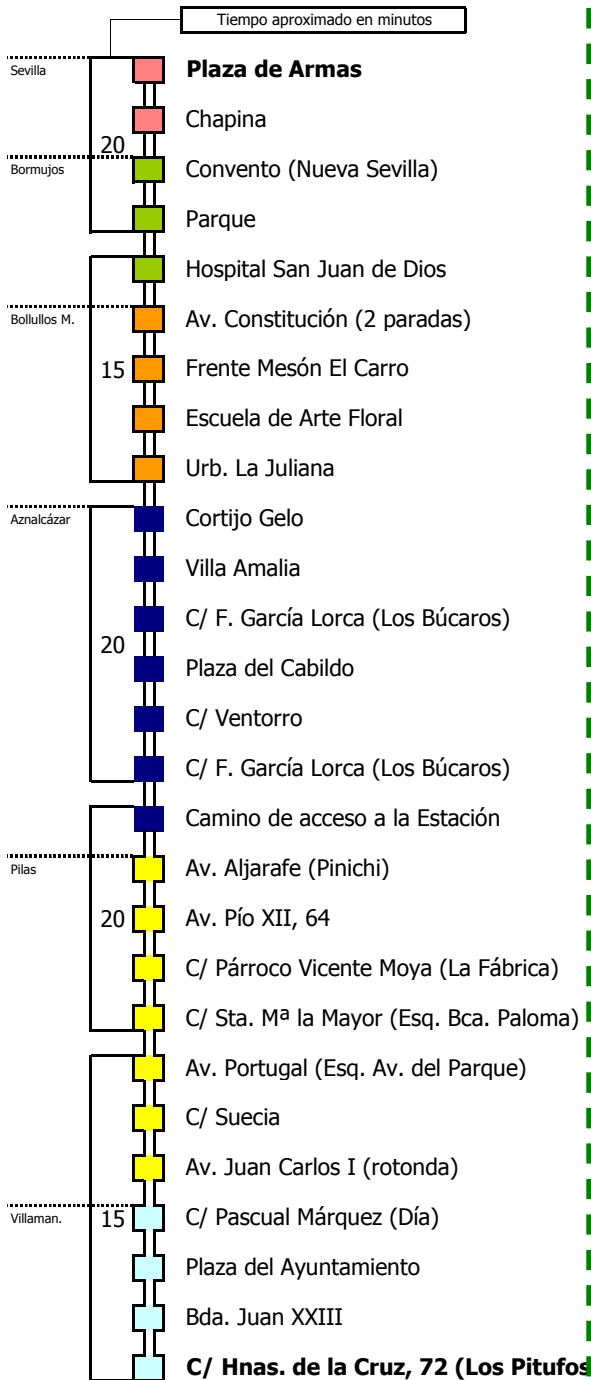 Tiempo aproximado en minutos
Sevilla
Plaza de Armas
Chapina
20
Bormujos
Convento (Nueva Sevilla)
Parque
Hospital San Juan de Dios
Bollullos M.
Av. Constitución (2 paradas)
15
Frente Mesón El Carro
Escuela de Arte Floral
Urb. La Juliana
Aznalcázar
Cortijo Gelo
Villa Amalia
C/ F. García Lorca (Los Búcaros)
20
Plaza del Cabildo
C/ Ventorro
C/ F. García Lorca (Los Búcaros)
Camino de acceso a la Estación
Pilas
Av. Aljarafe (Pinichi)
20
Av. Pío XII, 64
C/ Párroco Vicente Moya (La Fábrica)
C/ Sta. Mª la Mayor (Esq. Bca. Paloma)
Av. Portugal (Esq. Av. del Parque)
C/ Suecia
Av. Juan Carlos I (rotonda)
Villaman.
15
C/ Pascual Márquez (Día)
Plaza del Ayuntamiento
Bda. Juan XXIII
C/ Hnas. de la Cruz, 72 (Los Pitufos